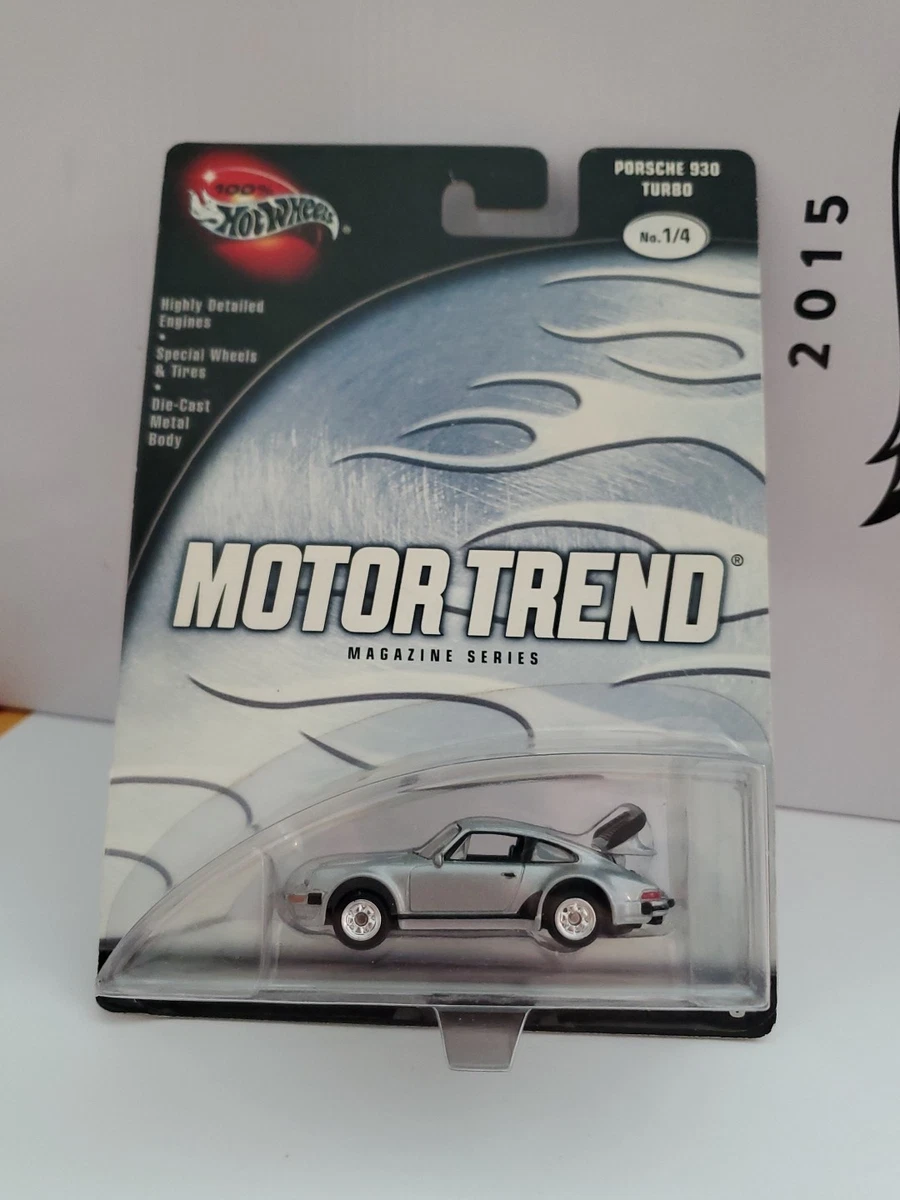 100%
HOT WHEELS®
PORSCHE 930
TURBO
No. 1/4
Highly Detailed
Engines
•
Special Wheels
& Tires
•
Die-Cast
Metal
Body
MOTOR TREND®
MAGAZINE SERIES
2015